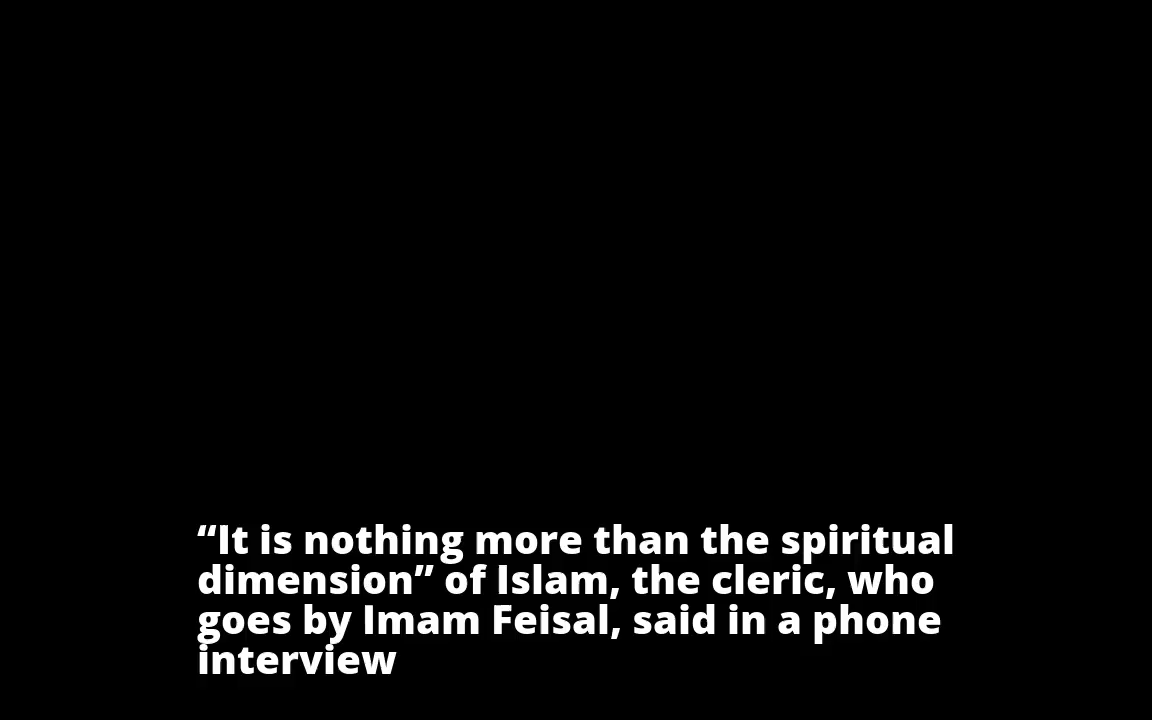 “It is nothing more than the spiritual
dimension” of Islam, the cleric, who
goes by Imam Feisal, said in a phone
interview